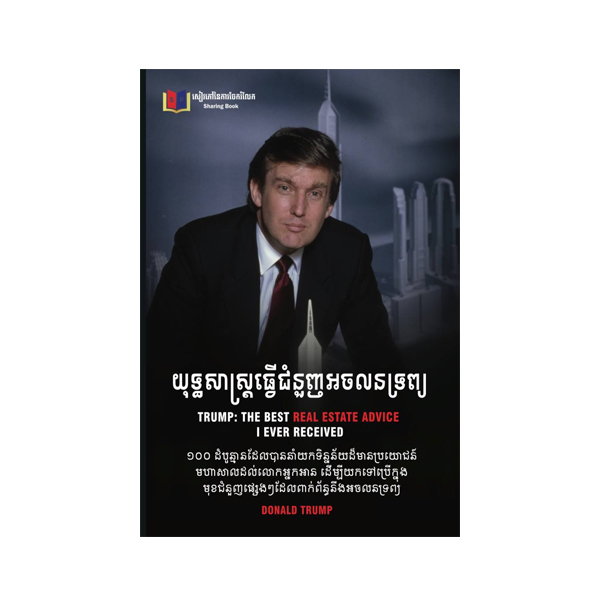 សៀវភៅនៃការចែករំលែក
Sharing Book
យុទ្ធសាស្ត្រធ្វើជំនួញអចលនទ្រព្យ
TRUMP: THE BEST REAL ESTATE ADVICE
I EVER RECEIVED
១០០ ដំបូន្មានដែលបាននាំយកទិន្នន័យដ៏មានប្រយោជន៍
មហាសាលដល់លោកអ្នកអាន ដើម្បីយកទៅប្រើក្នុង
មុខជំនួញផ្សេងៗដែលពាក់ព័ន្ធនឹងអចលនទ្រព្យ
DONALD TRUMP